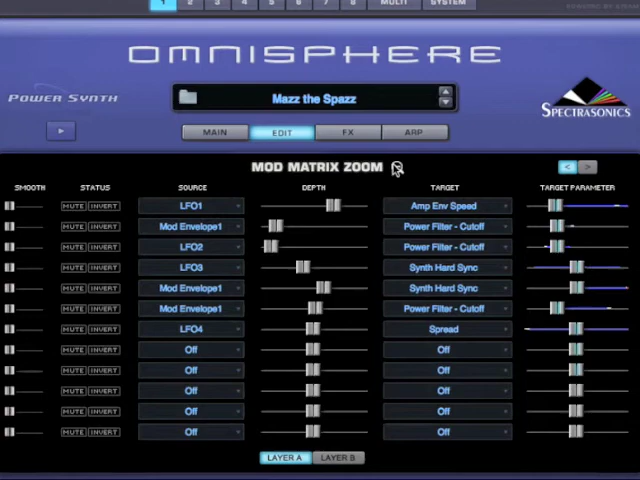 1 2 3 4 5 6 7 8 MULTI SYSTEM
OMNISPHERE
POWER SYNTH
Mazz the Spazz
SPECTRASONICS
MAIN EDIT FX ARP
MOD MATRIX ZOOM < >
SMOOTH STATUS SOURCE DEPTH TARGET TARGET PARAMETER
MUTE INVERT LFO1 Amp Env Speed
MUTE INVERT Mod Envelope1 Power Filter - Cutoff
MUTE INVERT LFO2 Power Filter - Cutoff
MUTE INVERT LFO3 Synth Hard Sync
MUTE INVERT Mod Envelope1 Synth Hard Sync
MUTE INVERT Mod Envelope1 Power Filter - Cutoff
MUTE INVERT LFO4 Spread
MUTE INVERT Off Off
MUTE INVERT Off Off
MUTE INVERT Off Off
MUTE INVERT Off Off
MUTE INVERT Off Off
LAYER A LAYER B